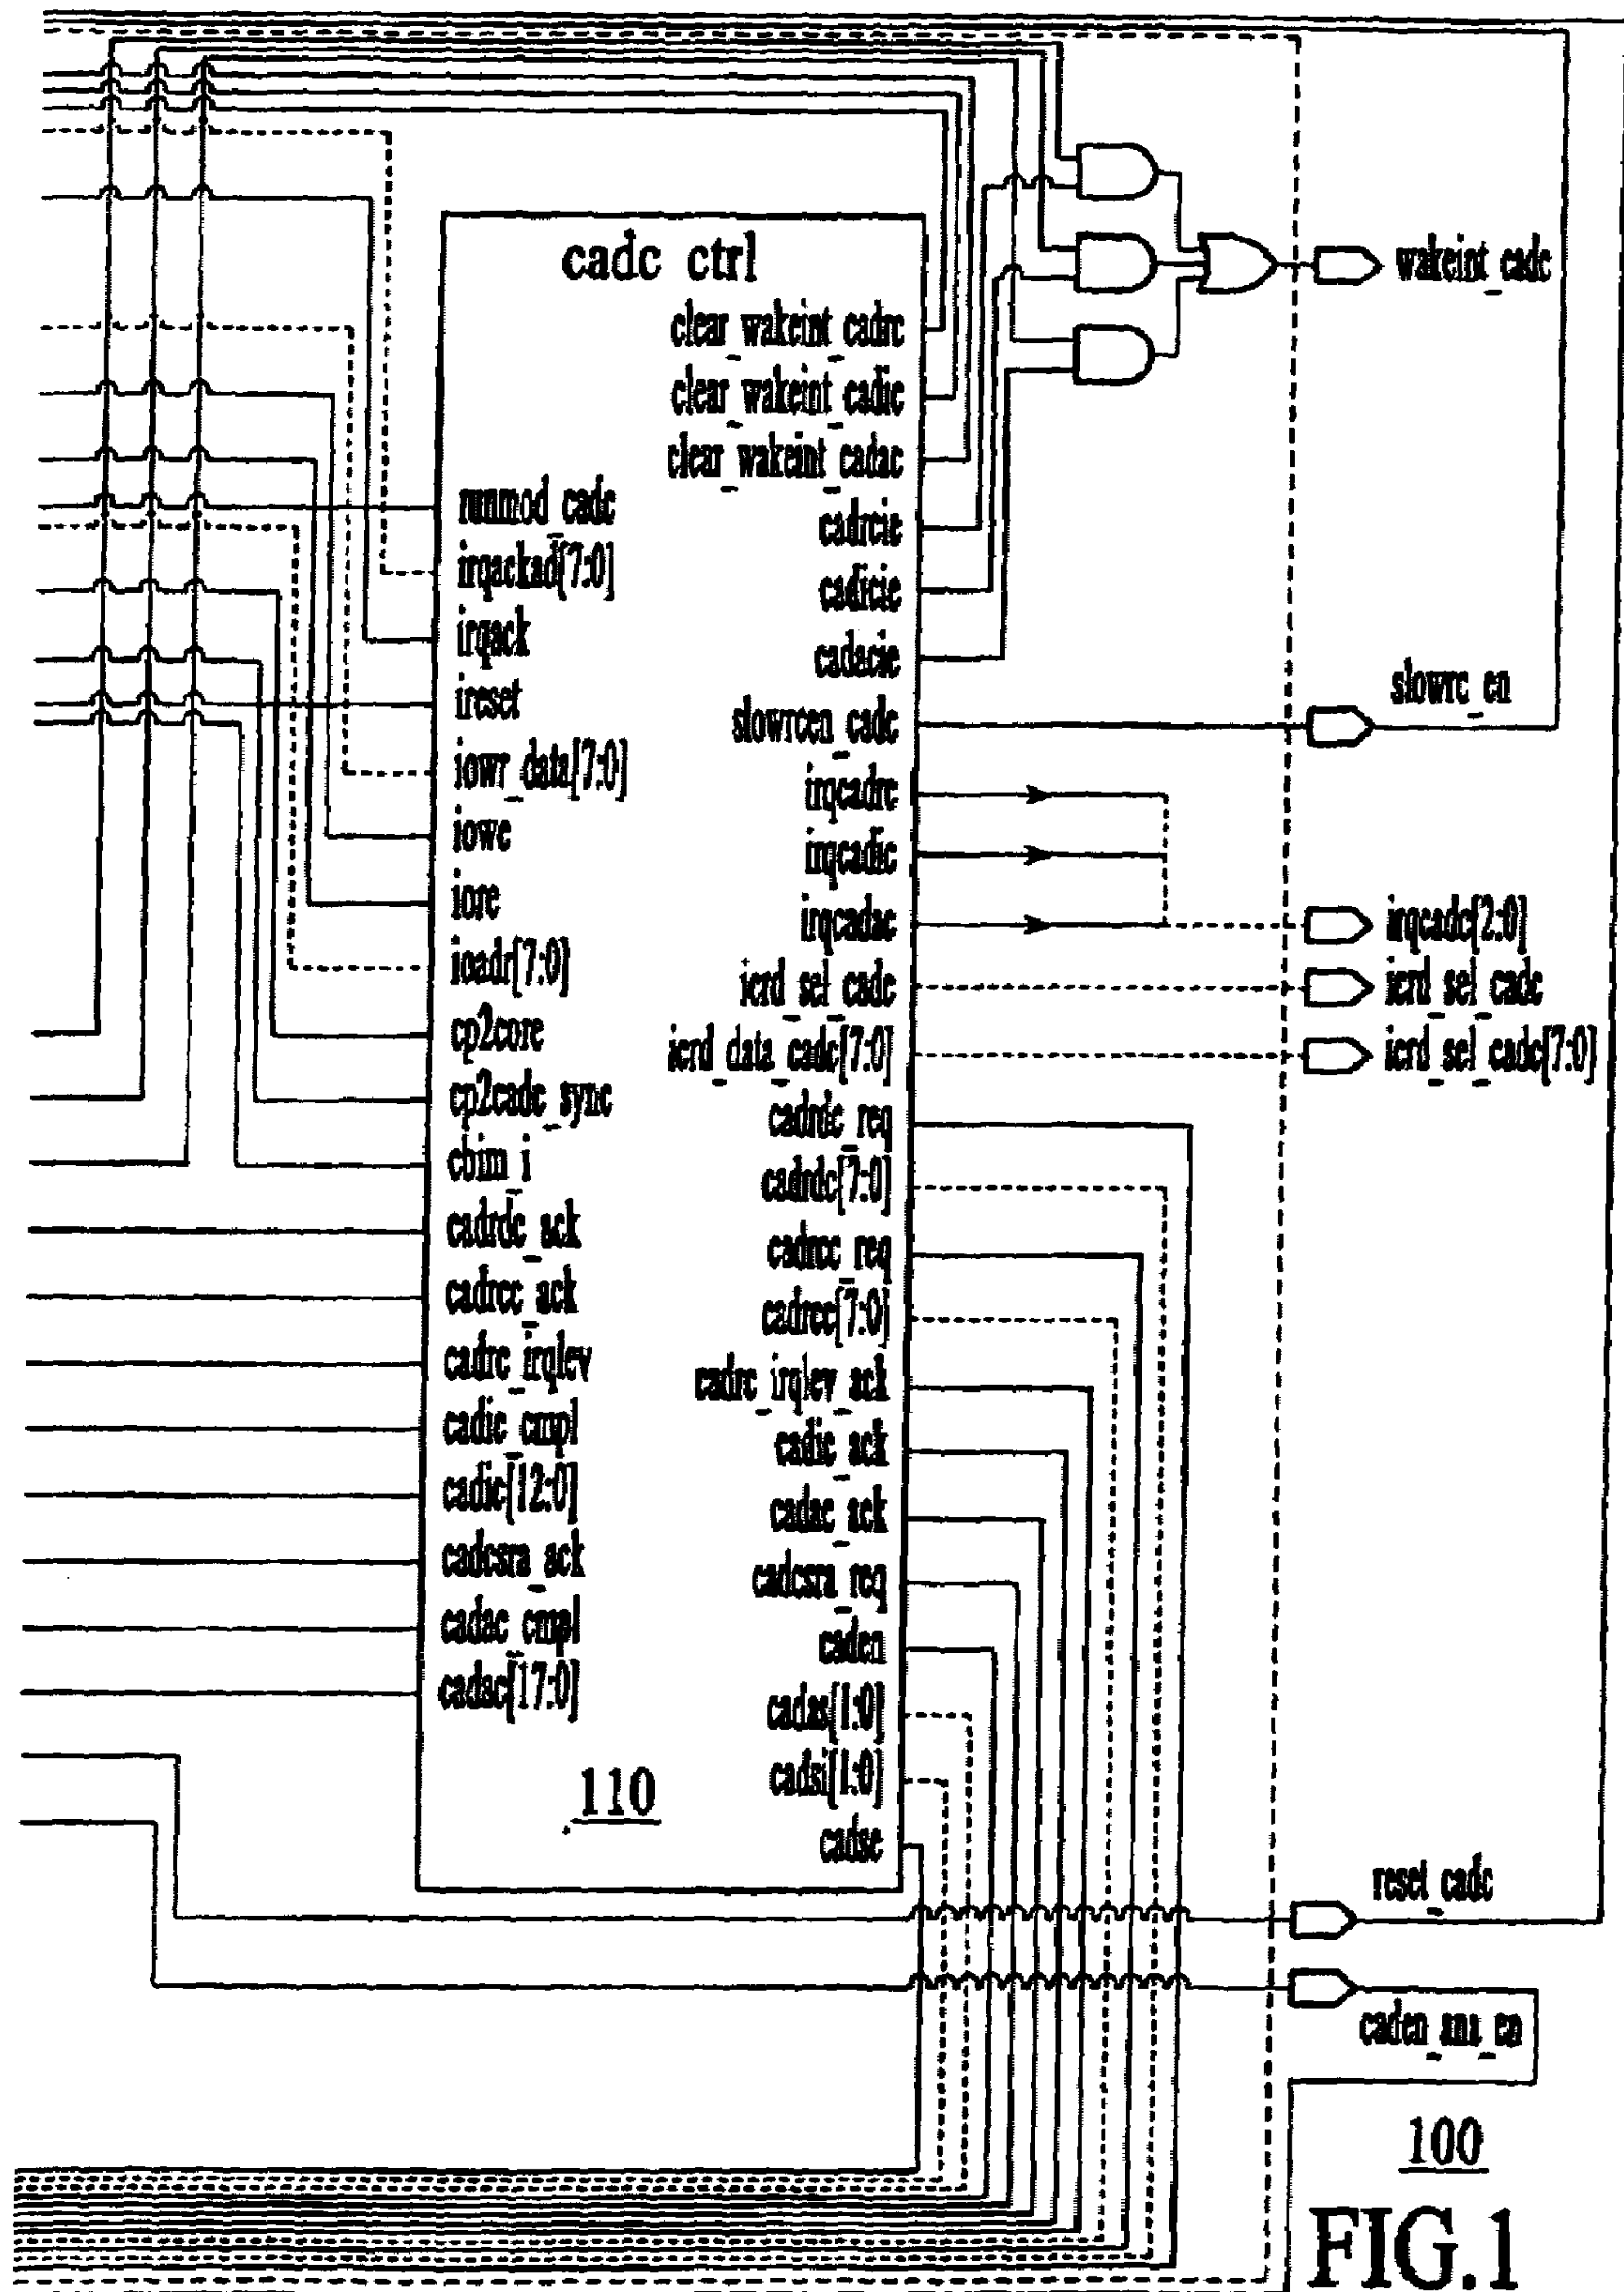 cadc ctrl
clear_wakeint_cadrc
clear_wakeint_cadic
clear_wakeint_cadac
cadrcie
cadicie
cadacie
slowrcen_cadc
irqcadrc
irqcadic
irqcadac
icrd_sel_cadc
icrd_data_cadc[7:0]
cadrdc_req
cadrdc[7:0]
cadrcc_req
cadrcc[7:0]
cadrc_irqlev_ack
cadic_ack
cadac_ack
cadcsra_req
caden
cadas[1:0]
cadsi[1:0]
cadse
runmod_cadc
irqackad[7:0]
irqack
ireset
iowr_data[7:0]
iowe
iore
ioadr[7:0]
cp2core
cp2cadc_sync
cbim_i
cadrdc_ack
cadrcc_ack
cadrc_irqlev
cadic_cmpl
cadic[12:0]
cadcsra_ack
cadac_cmpl
cadac[17:0]
110
wakeint_cadc
slowrc_en
irqcadc[2:0]
icrd_sel_cadc
icrd_sel_cadc[7:0]
reset_cadc
caden_ana_en
100
FIG.1